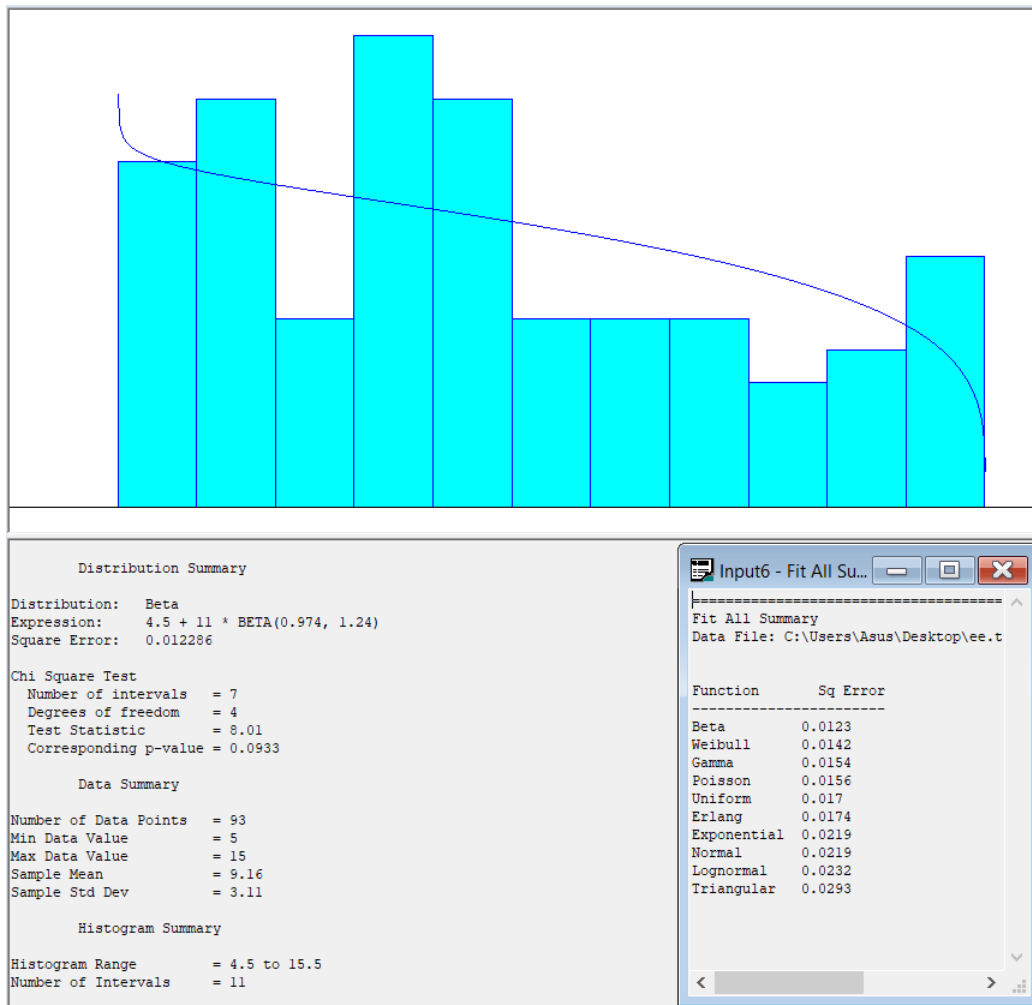 Distribution Summary
Distribution: Beta
Expression: 4.5 + 11 * BETA(0.974, 1.24)
Square Error: 0.012286
Chi Square Test
Number of intervals = 7
Degrees of freedom = 4
Test Statistic = 8.01
Corresponding p-value = 0.0933
Data Summary
Number of Data Points = 93
Min Data Value = 5
Max Data Value = 15
Sample Mean = 9.16
Sample Std Dev = 3.11
Histogram Summary
Histogram Range = 4.5 to 15.5
Number of Intervals = 11
Input6 - Fit All Su...
=====================================
Fit All Summary
Data File: C:\Users\Asus\Desktop\ee.t
Function Sq Error
-----------------------
Beta 0.0123
Weibull 0.0142
Gamma 0.0154
Poisson 0.0156
Uniform 0.017
Erlang 0.0174
Exponential 0.0219
Normal 0.0219
Lognormal 0.0232
Triangular 0.0293